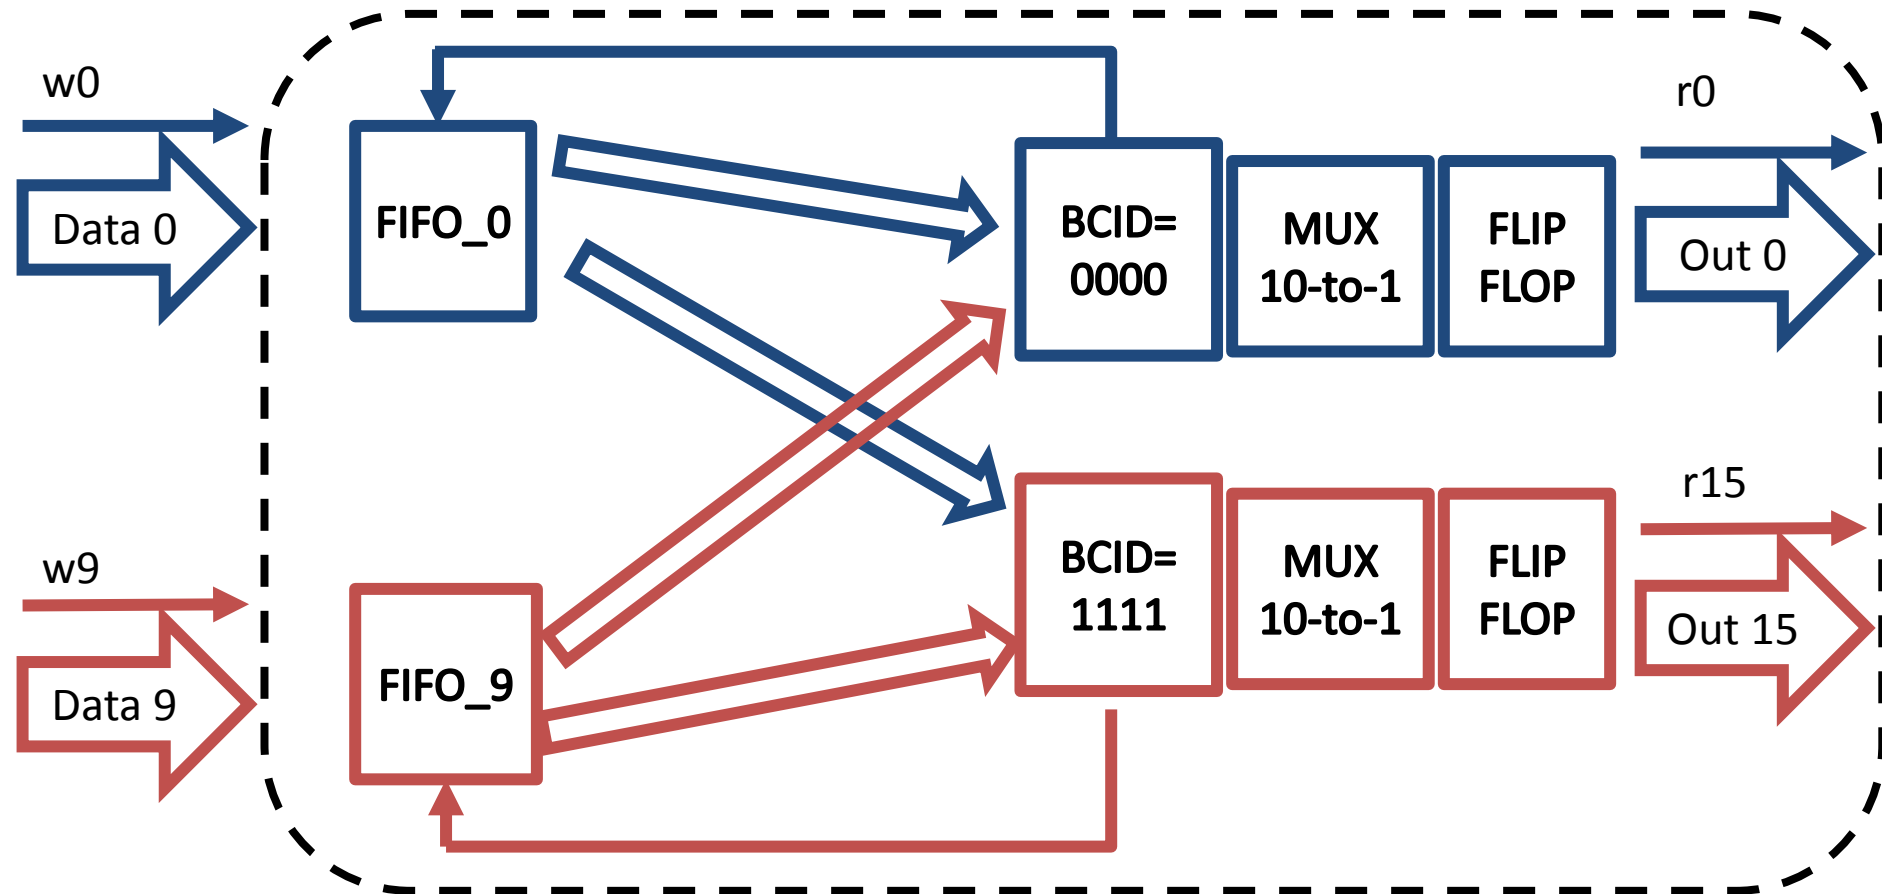 w0
Data 0
FIFO_0
BCID=
0000
MUX
10-to-1
FLIP
FLOP
r0
Out 0
w9
Data 9
FIFO_9
BCID=
1111
MUX
10-to-1
FLIP
FLOP
r15
Out 15